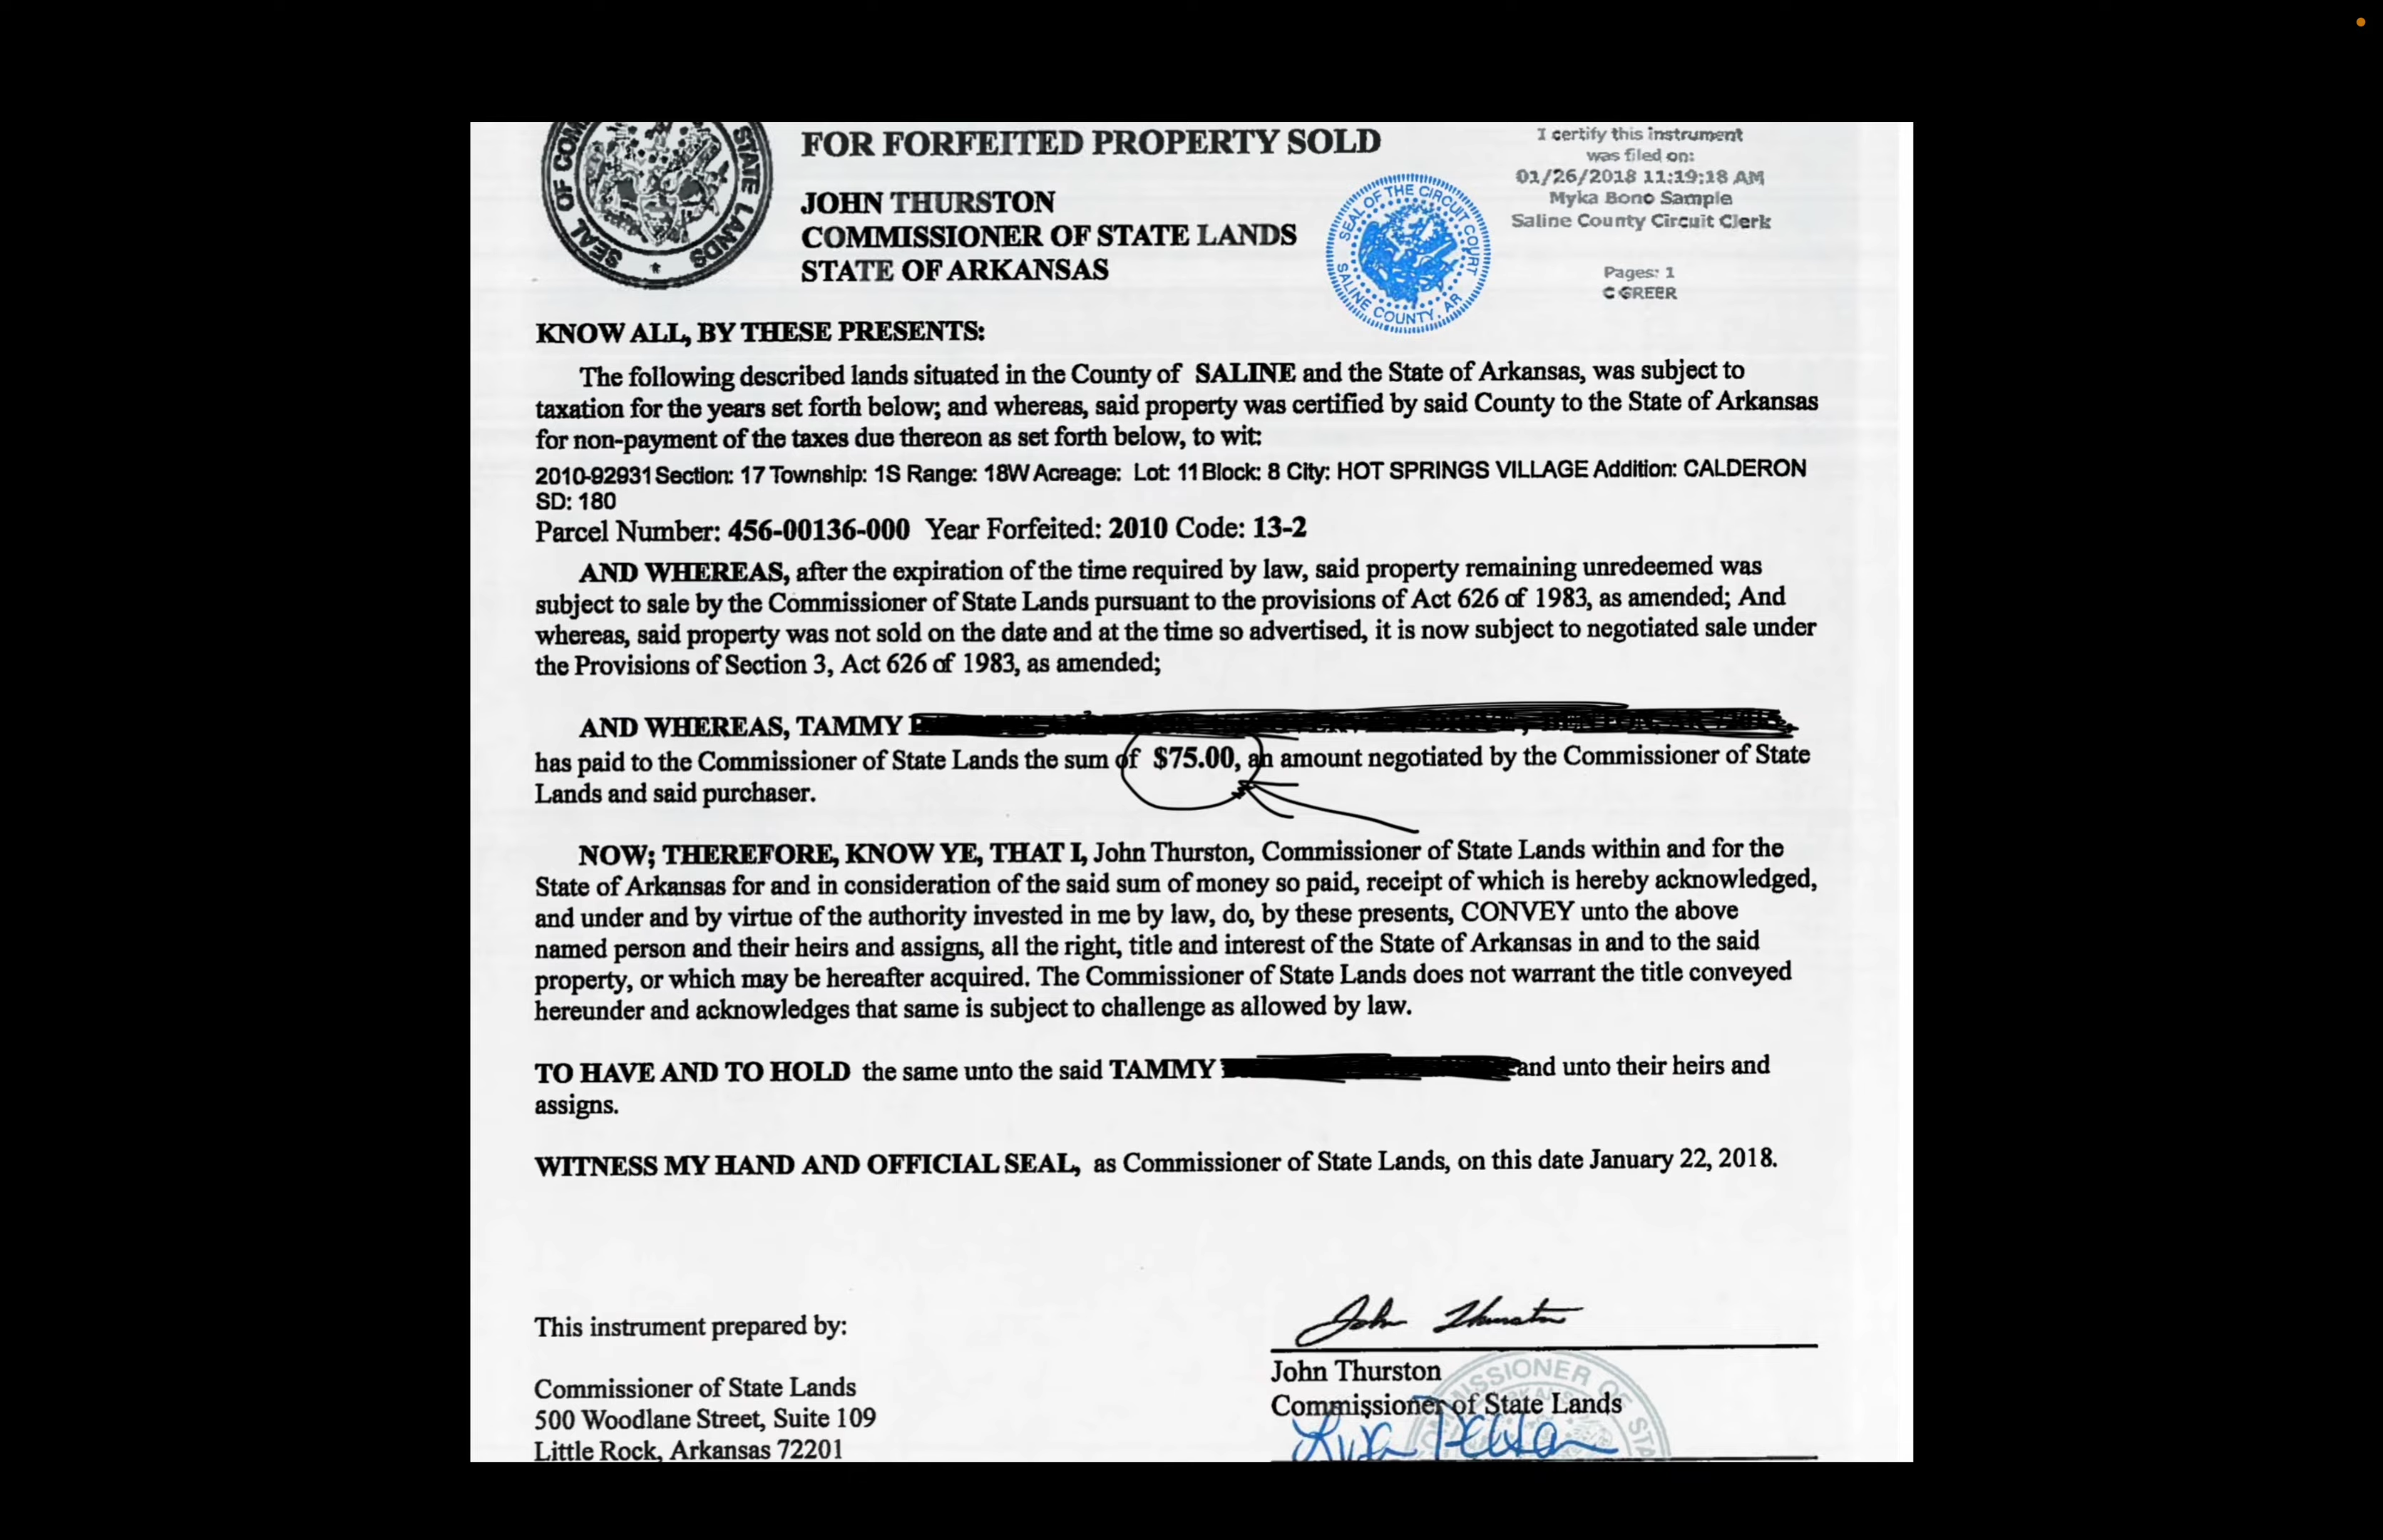 SEAL OF COM STATE LANDS
FOR FORFEITED PROPERTY SOLD
JOHN THURSTON
COMMISSIONER OF STATE LANDS
STATE OF ARKANSAS
SEAL OF THE CIRCUIT COURT
SALINE COUNTY, AR
I certify this instrument
was filed on:
01/26/2018 11:19:18 AM
Myka Bono Sample
Saline County Circuit Clerk
Pages: 1
C GREER
KNOW ALL, BY THESE PRESENTS:
The following described lands situated in the County of SALINE and the State of Arkansas, was subject to
taxation for the years set forth below; and whereas, said property was certified by said County to the State of Arkansas
for non-payment of the taxes due thereon as set forth below, to wit:
2010-92931 Section: 17 Township: 1S Range: 18W Acreage: Lot: 11 Block: 8 City: HOT SPRINGS VILLAGE Addition: CALDERON
SD: 180
Parcel Number: 456-00136-000 Year Forfeited: 2010 Code: 13-2
AND WHEREAS, after the expiration of the time required by law, said property remaining unredeemed was
subject to sale by the Commissioner of State Lands pursuant to the provisions of Act 626 of 1983, as amended; And
whereas, said property was not sold on the date and at the time so advertised, it is now subject to negotiated sale under
the Provisions of Section 3, Act 626 of 1983, as amended;
AND WHEREAS, TAMMY
has paid to the Commissioner of State Lands the sum of $75.00, an amount negotiated by the Commissioner of State
Lands and said purchaser.
NOW; THEREFORE, KNOW YE, THAT I, John Thurston, Commissioner of State Lands within and for the
State of Arkansas for and in consideration of the said sum of money so paid, receipt of which is hereby acknowledged,
and under and by virtue of the authority invested in me by law, do, by these presents, CONVEY unto the above
named person and their heirs and assigns, all the right, title and interest of the State of Arkansas in and to the said
property, or which may be hereafter acquired. The Commissioner of State Lands does not warrant the title conveyed
hereunder and acknowledges that same is subject to challenge as allowed by law.
TO HAVE AND TO HOLD the same unto the said TAMMY and unto their heirs and
assigns.
WITNESS MY HAND AND OFFICIAL SEAL, as Commissioner of State Lands, on this date January 22, 2018.
John Thurston
This instrument prepared by:
John Thurston
Commissioner of State Lands
Commissioner of State Lands
500 Woodlane Street, Suite 109
Little Rock, Arkansas 72201